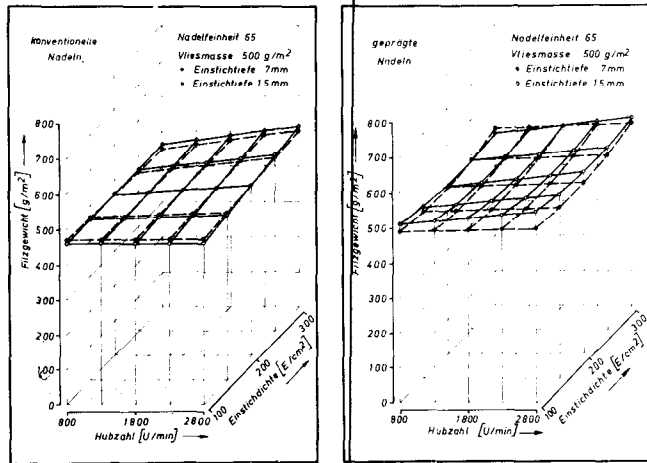 konventionelle
Nadeln
Nadelfeinheit 65
Vliesmasse 500 g/m²
• Einstichtiefe 7mm
∘ Einstichtiefe 15mm
Filzgewicht [g/m²]
800
700
600
500
400
300
200
100
0
800 1800 2800
Hubzahl [U/min]
100
200
300
Einstichdichte [E/cm²]
geprägte
Nadeln
Nadelfeinheit 65
Vliesmasse 500 g/m²
• Einstichtiefe 7mm
∘ Einstichtiefe 15mm
Filzgewicht [g/m²]
800
700
600
500
400
300
200
100
0
800 1800 2800
Hubzahl [U/min]
100
200
300
Einstichdichte [E/cm²]